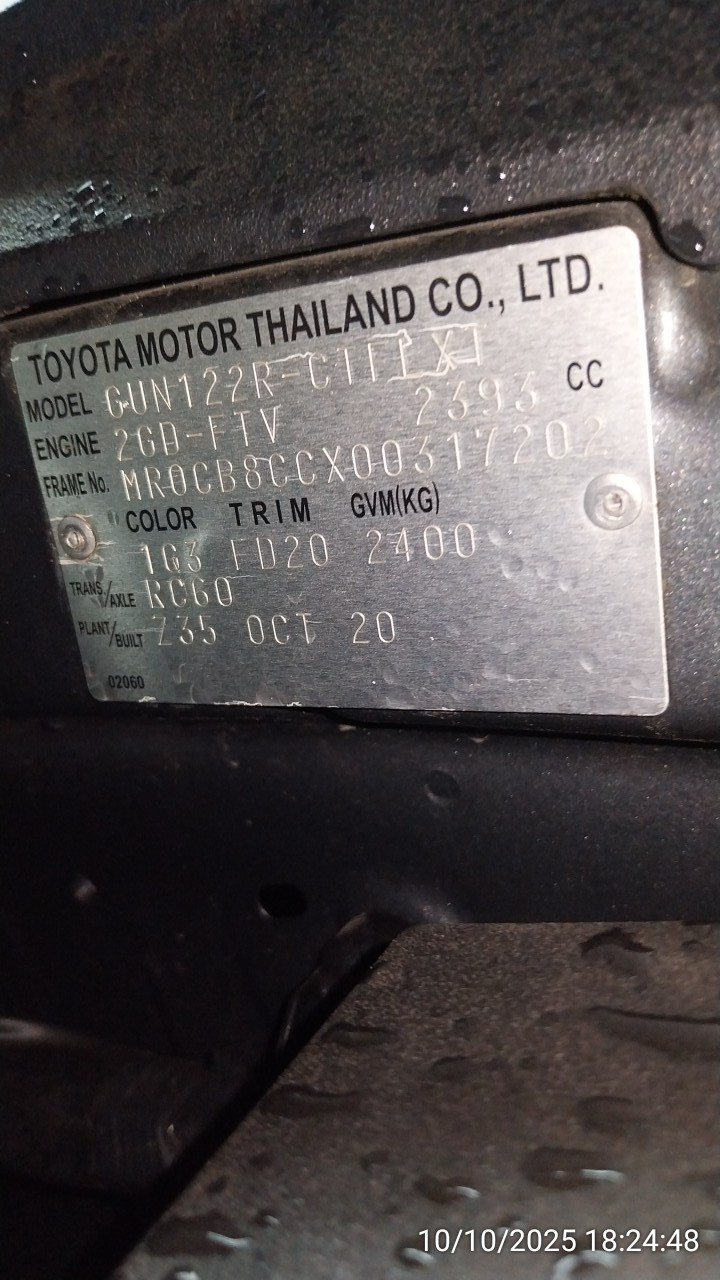 TOYOTA MOTOR THAILAND CO., LTD.
MODEL GUN122R-
ENGINE 2GD-FTV 2393 CC
FRAME No. MR0CB8CCX00317202
COLOR TRIM GVM(KG)
1G3 FD20 2400
TRANS./AXLE RC60
PLANT/BUILT Z35 OCT 20
02060
10/10/2025 18:24:48